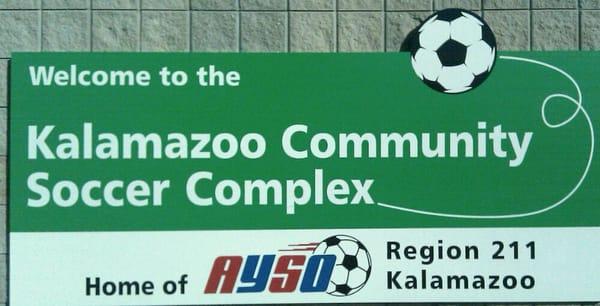 Welcome to the
Kalamazoo Community
Soccer Complex
Home of AYSO Region 211
Kalamazoo